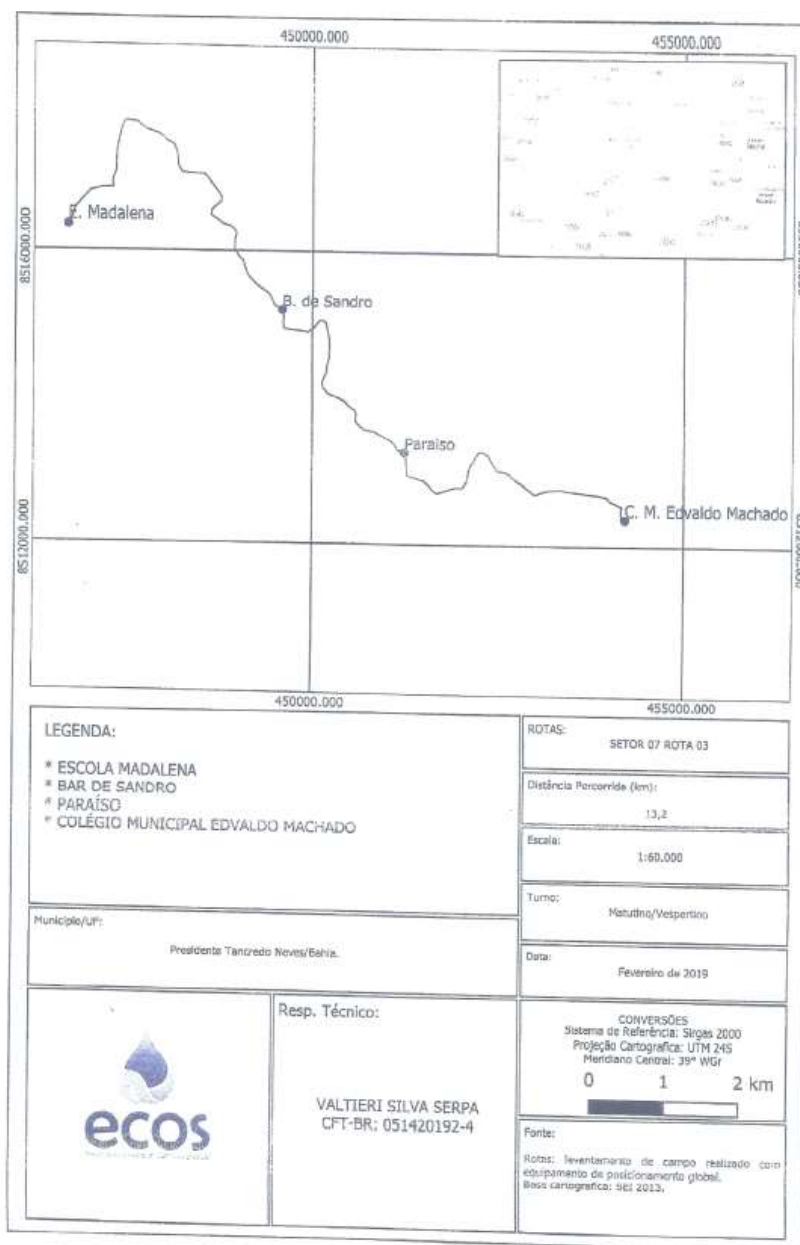 450000.000
455000.000
E. Madalena
8516000.000
B. de Sandro
Paraíso
C. M. Edvaldo Machado
8512000.000
450000.000
455000.000
LEGENDA:
* ESCOLA MADALENA
* BAR DE SANDRO
* PARAÍSO
* COLÉGIO MUNICIPAL EDVALDO MACHADO
ROTAS:
SETOR 07 ROTA 03
Distância Percorrida (km):
13,2
Escala:
1:60.000
Turno:
Matutino/Vespertino
Município/UF:
Presidente Tancredo Neves/Bahia.
Data:
Fevereiro de 2019
ecos
Resp. Técnico:
VALTIERI SILVA SERPA
CFT-BR: 051420192-4
CONVERSÕES
Sistema de Referência: Sirgas 2000
Projeção Cartografica: UTM 24S
Meridiano Central: 39° WGr
0 1 2 km
Fonte:
Rotas: levantamento de campo realizado com
equipamento de posicionamento global.
Base cartografica: SEI 2013.